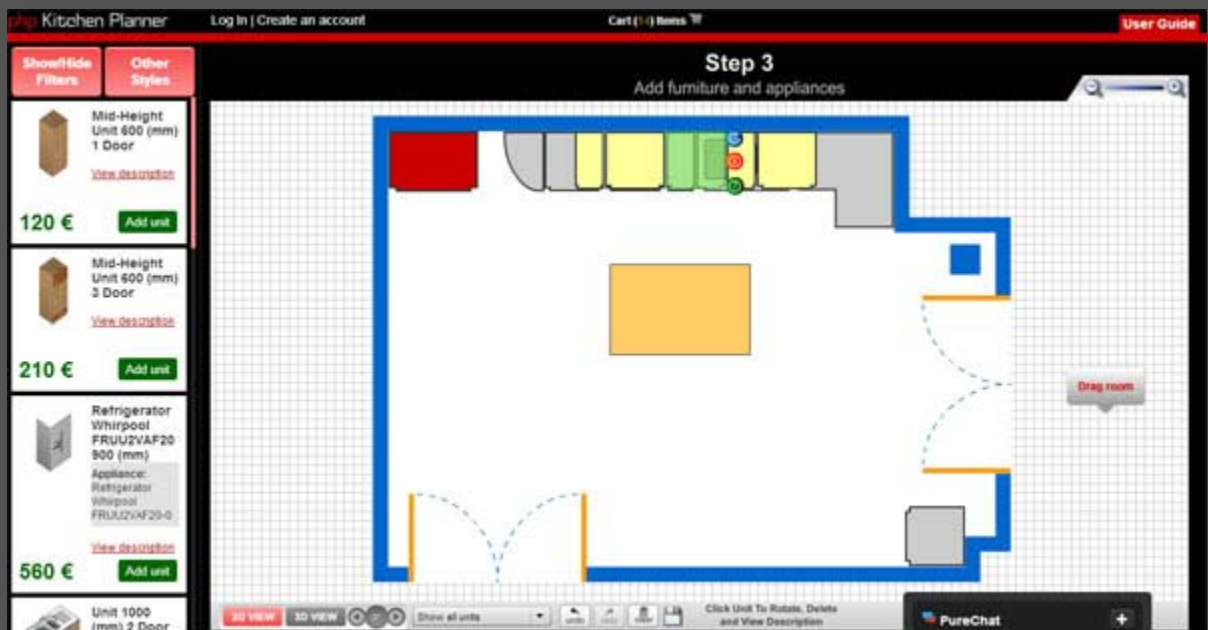 php Kitchen Planner
Log In | Create an account
Cart (14) Items
User Guide
Show/Hide
Filters
Other
Styles
Step 3
Add furniture and appliances
Mid-Height
Unit 600 (mm)
1 Door
View description
120 €
Add unit
Mid-Height
Unit 600 (mm)
3 Door
View description
210 €
Add unit
Refrigerator
Whirpool
FRUU2VAF20
900 (mm)
Appliance:
Refrigerator
Whirpool
FRUU2VAF20-0
View description
560 €
Add unit
Unit 1000
(mm) 2 Door
Drag room
2D VIEW
3D VIEW
Show all units
undo
Click Unit To Rotate, Delete
and View Description
PureChat